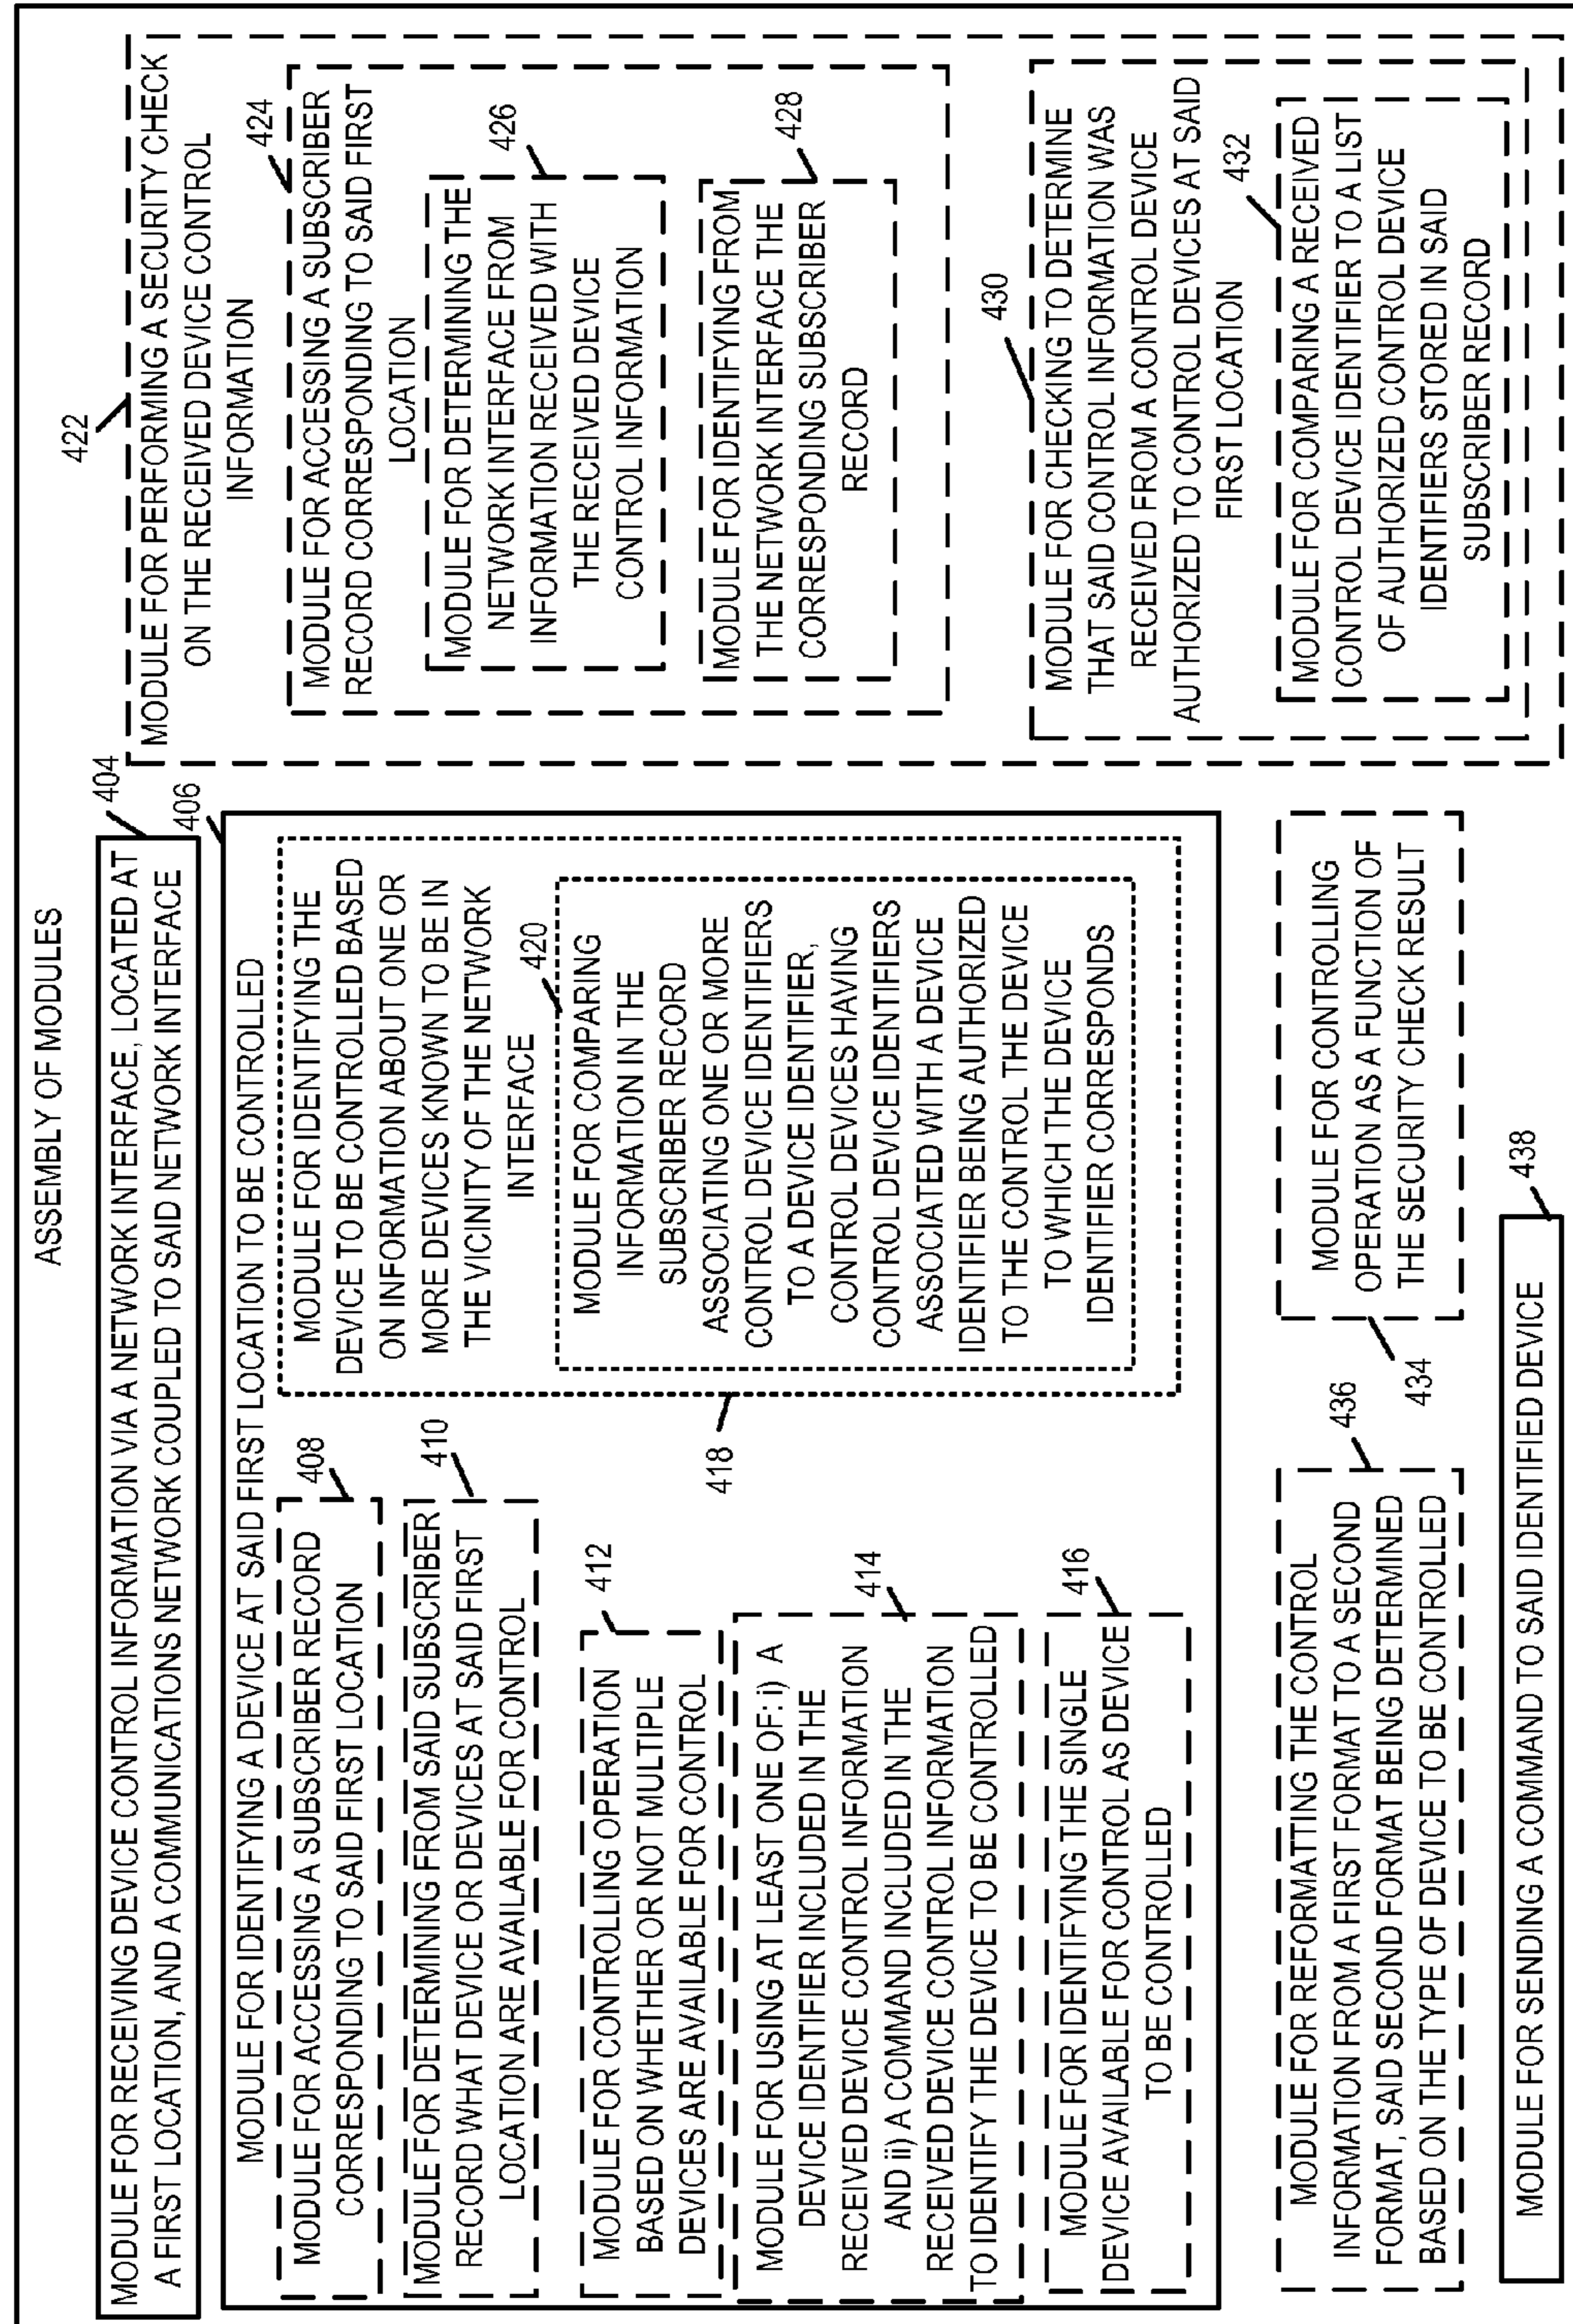 ASSEMBLY OF MODULES
404
MODULE FOR RECEIVING DEVICE CONTROL INFORMATION VIA A NETWORK INTERFACE, LOCATED AT
A FIRST LOCATION, AND A COMMUNICATIONS NETWORK COUPLED TO SAID NETWORK INTERFACE
406
MODULE FOR IDENTIFYING A DEVICE AT SAID FIRST LOCATION TO BE CONTROLLED
408
MODULE FOR ACCESSING A SUBSCRIBER RECORD
CORRESPONDING TO SAID FIRST LOCATION
410
MODULE FOR DETERMINING FROM SAID SUBSCRIBER
RECORD WHAT DEVICE OR DEVICES AT SAID FIRST
LOCATION ARE AVAILABLE FOR CONTROL
412
MODULE FOR CONTROLLING OPERATION
BASED ON WHETHER OR NOT MULTIPLE
DEVICES ARE AVAILABLE FOR CONTROL
414
MODULE FOR USING AT LEAST ONE OF: i) A
DEVICE IDENTIFIER INCLUDED IN THE
RECEIVED DEVICE CONTROL INFORMATION
AND ii) A COMMAND INCLUDED IN THE
RECEIVED DEVICE CONTROL INFORMATION
TO IDENTIFY THE DEVICE TO BE CONTROLLED
416
MODULE FOR IDENTIFYING THE SINGLE
DEVICE AVAILABLE FOR CONTROL AS DEVICE
TO BE CONTROLLED
418
MODULE FOR IDENTIFYING THE
DEVICE TO BE CONTROLLED BASED
ON INFORMATION ABOUT ONE OR
MORE DEVICES KNOWN TO BE IN
THE VICINITY OF THE NETWORK
INTERFACE
420
MODULE FOR COMPARING
INFORMATION IN THE
SUBSCRIBER RECORD
ASSOCIATING ONE OR MORE
CONTROL DEVICE IDENTIFIERS
TO A DEVICE IDENTIFIER,
CONTROL DEVICES HAVING
CONTROL DEVICE IDENTIFIERS
ASSOCIATED WITH A DEVICE
IDENTIFIER BEING AUTHORIZED
TO THE CONTROL THE DEVICE
TO WHICH THE DEVICE
IDENTIFIER CORRESPONDS
422
MODULE FOR PERFORMING A SECURITY CHECK
ON THE RECEIVED DEVICE CONTROL
INFORMATION
424
MODULE FOR ACCESSING A SUBSCRIBER
RECORD CORRESPONDING TO SAID FIRST
LOCATION
426
MODULE FOR DETERMINING THE
NETWORK INTERFACE FROM
INFORMATION RECEIVED WITH
THE RECEIVED DEVICE
CONTROL INFORMATION
428
MODULE FOR IDENTIFYING FROM
THE NETWORK INTERFACE THE
CORRESPONDING SUBSCRIBER
RECORD
430
MODULE FOR CHECKING TO DETERMINE
THAT SAID CONTROL INFORMATION WAS
RECEIVED FROM A CONTROL DEVICE
AUTHORIZED TO CONTROL DEVICES AT SAID
FIRST LOCATION
432
MODULE FOR COMPARING A RECEIVED
CONTROL DEVICE IDENTIFIER TO A LIST
OF AUTHORIZED CONTROL DEVICE
IDENTIFIERS STORED IN SAID
SUBSCRIBER RECORD
434
MODULE FOR CONTROLLING
OPERATION AS A FUNCTION OF
THE SECURITY CHECK RESULT
436
MODULE FOR REFORMATTING THE CONTROL
INFORMATION FROM A FIRST FORMAT TO A SECOND
FORMAT, SAID SECOND FORMAT BEING DETERMINED
BASED ON THE TYPE OF DEVICE TO BE CONTROLLED
438
MODULE FOR SENDING A COMMAND TO SAID IDENTIFIED DEVICE